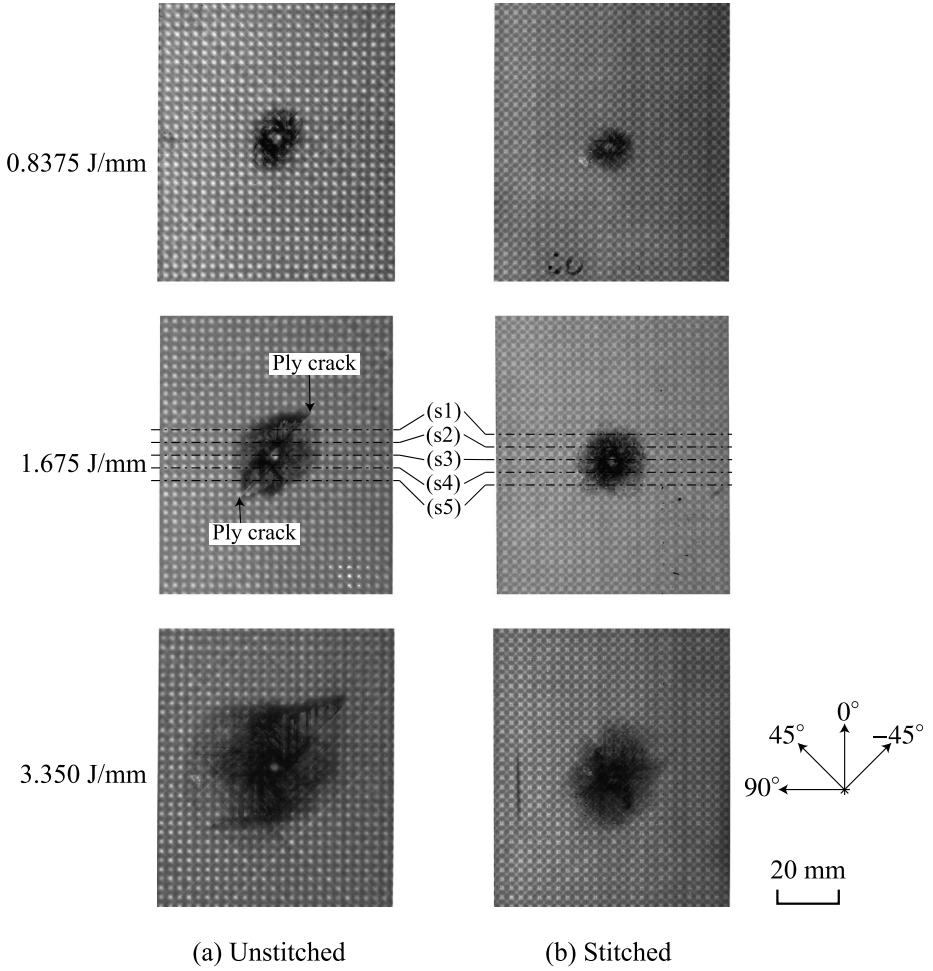 0.8375 J/mm
Ply crack
(s1)
(s2)
1.675 J/mm
(s3)
(s4)
(s5)
Ply crack
0°
45°
−45°
3.350 J/mm
90°
20 mm
(a) Unstitched
(b) Stitched